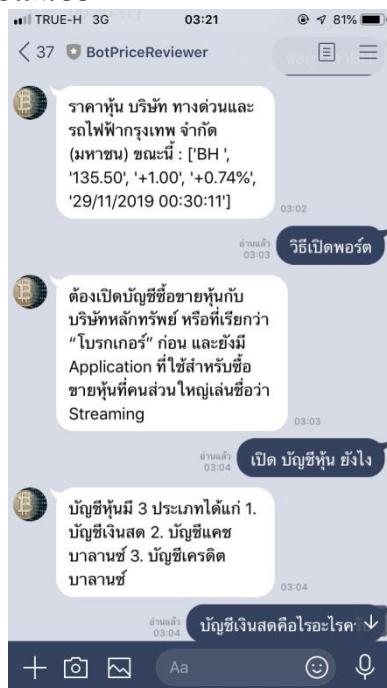 TRUE-H 3G 03:21 81%
37 BotPriceReviewer
ราคาหุ้น บริษัท ทางด่วนและ
รถไฟฟ้ากรุงเทพ จำกัด
(มหาชน) ขณะนี้ : ['BH ',
'135.50', '+1.00', '+0.74%',
'29/11/2019 00:30:11']
03:02
อ่านแล้ว
03:03
วิธีเปิดพอร์ต
ต้องเปิดบัญชีซื้อขายหุ้นกับ
บริษัทหลักทรัพย์ หรือที่เรียกว่า
“โบรกเกอร์” ก่อน และยังมี
Application ที่ใช้สำหรับซื้อ
ขายหุ้นที่คนส่วนใหญ่เล่นชื่อว่า
Streaming
03:03
อ่านแล้ว
03:04
เปิด บัญชีหุ้น ยังไง
บัญชีหุ้นมี 3 ประเภทได้แก่ 1.
บัญชีเงินสด 2. บัญชีแคช
บาลานซ์ 3. บัญชีเครดิต
บาลานซ์
03:04
อ่านแล้ว
03:04
บัญชีเงินสดคือไรอะไรค
Aa